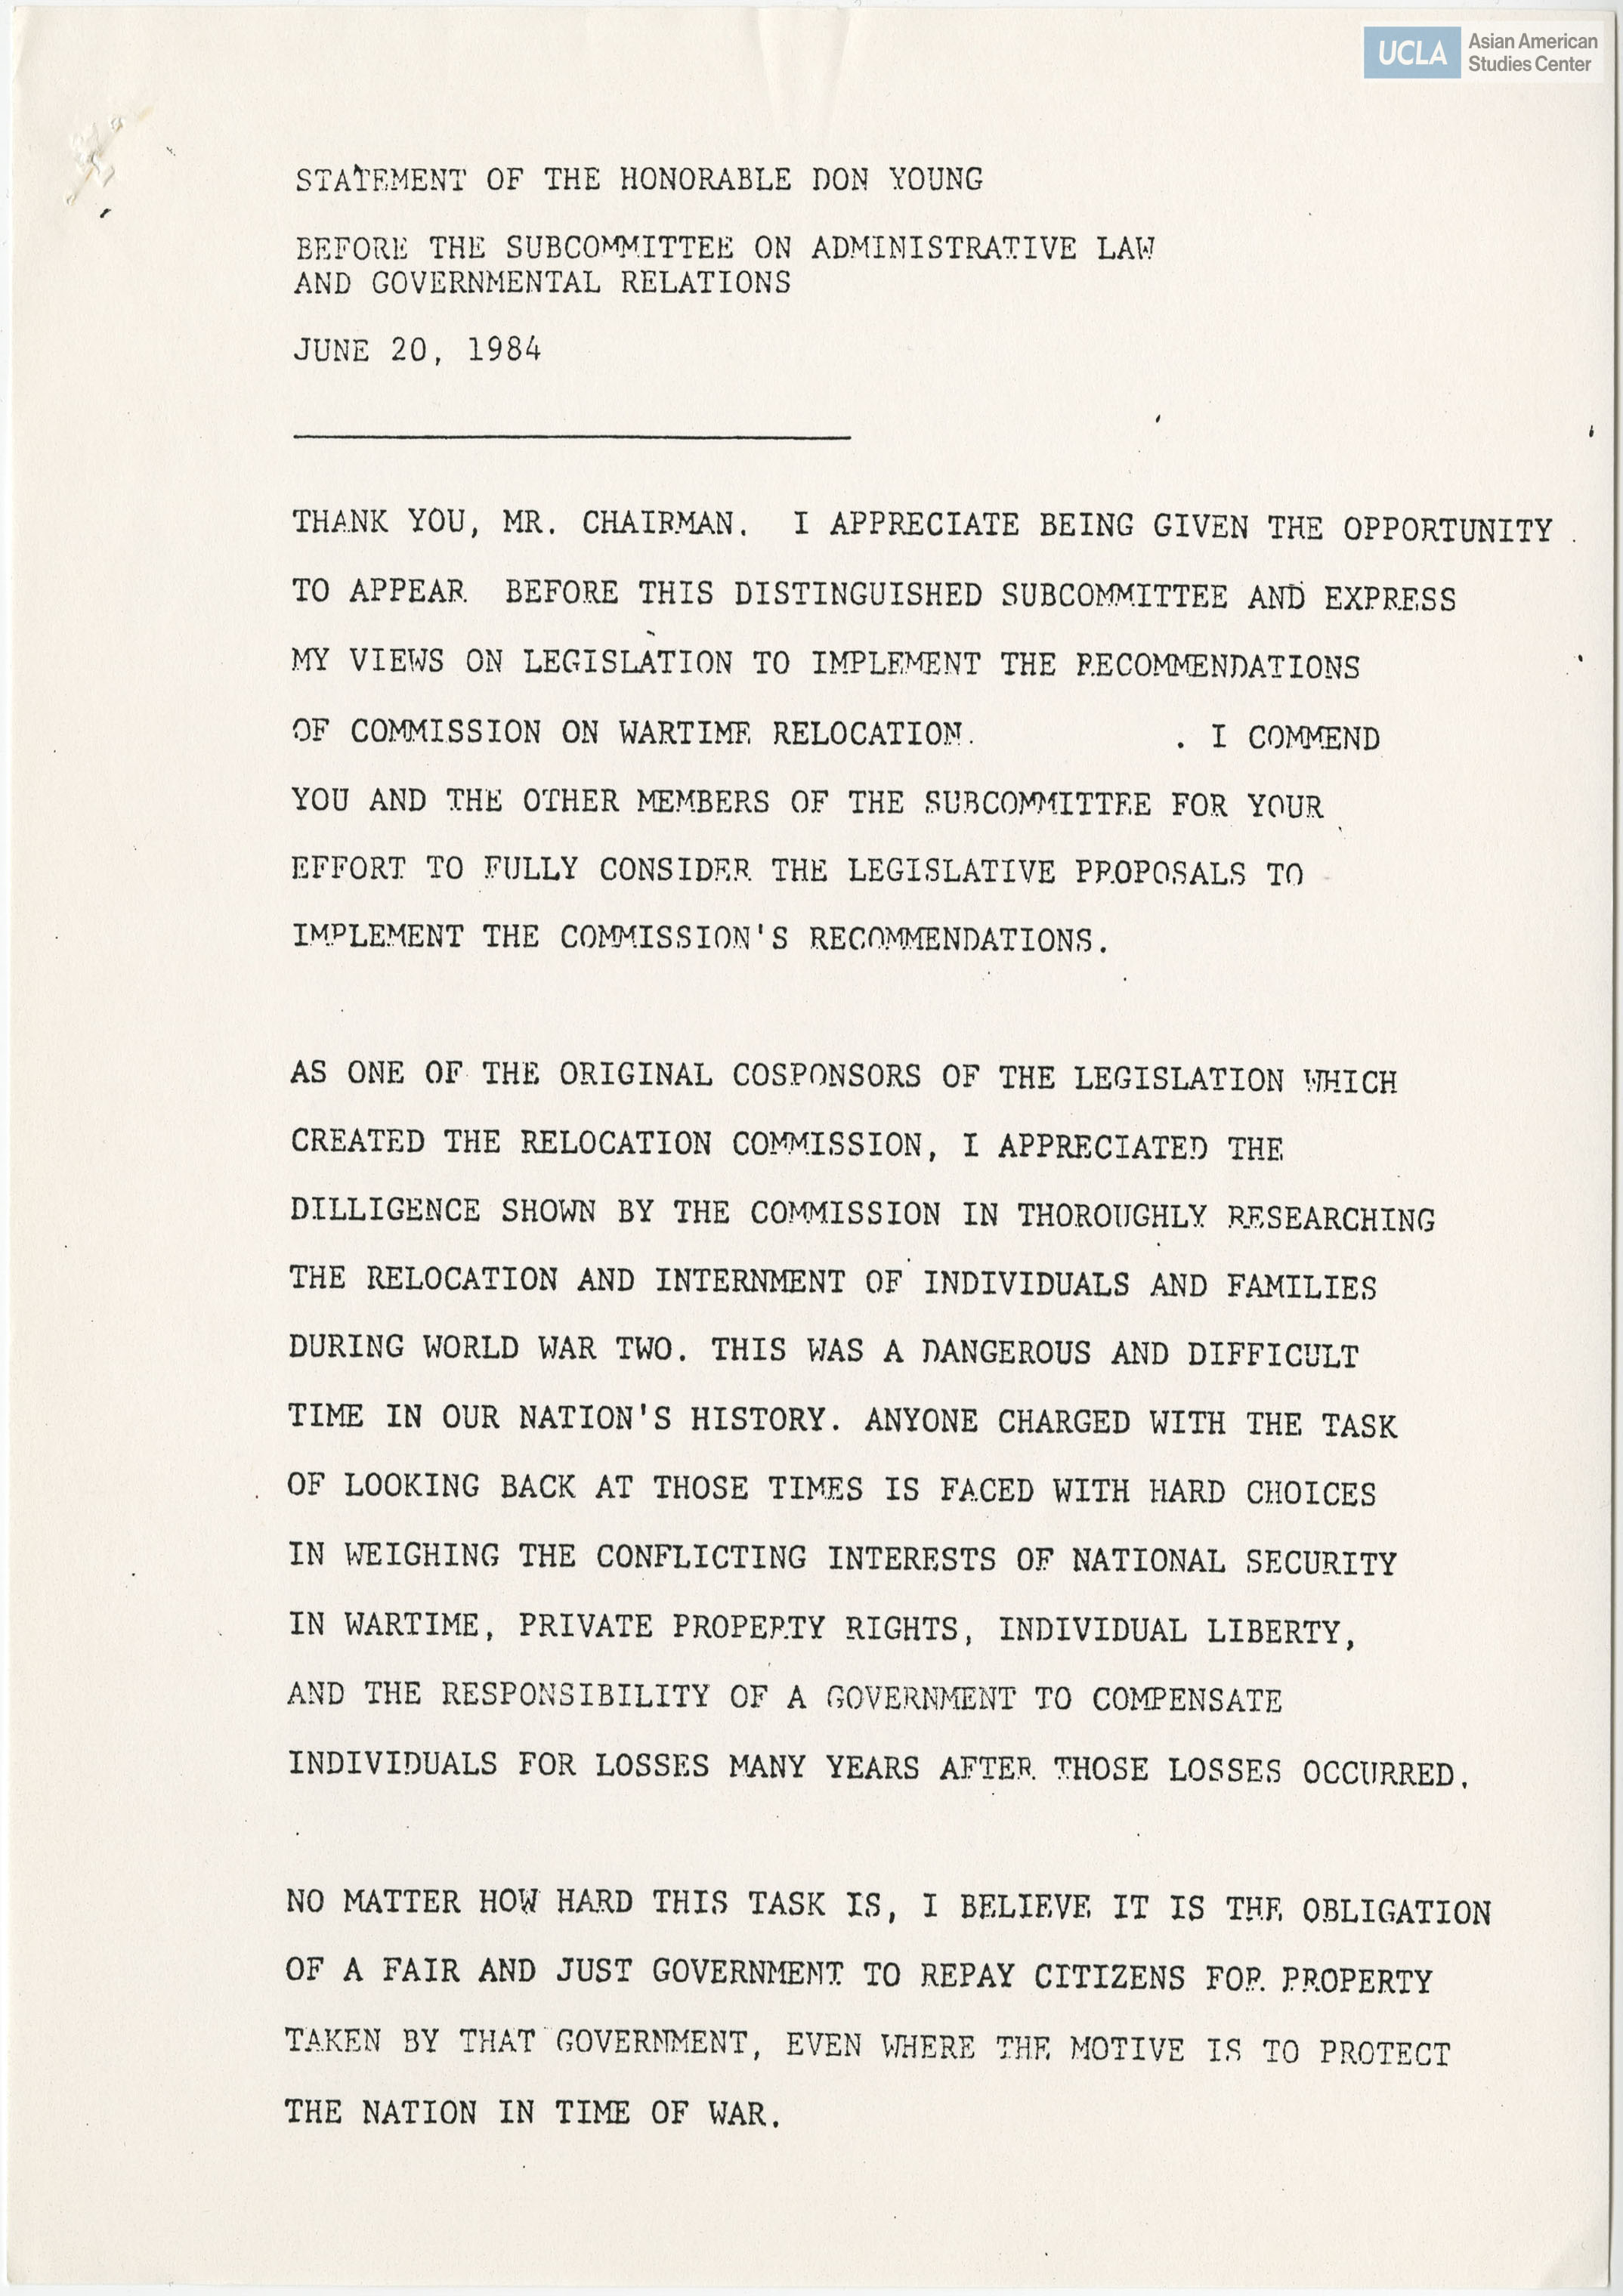 UCLA Asian American
Studies Center
STATEMENT OF THE HONORABLE DON YOUNG
BEFORE THE SUBCOMMITTEE ON ADMINISTRATIVE LAW
AND GOVERNMENTAL RELATIONS
JUNE 20, 1984
THANK YOU, MR. CHAIRMAN. I APPRECIATE BEING GIVEN THE OPPORTUNITY
TO APPEAR BEFORE THIS DISTINGUISHED SUBCOMMITTEE AND EXPRESS
MY VIEWS ON LEGISLATION TO IMPLEMENT THE RECOMMENDATIONS
OF COMMISSION ON WARTIME RELOCATION. . I COMMEND
YOU AND THE OTHER MEMBERS OF THE SUBCOMMITTEE FOR YOUR
EFFORT TO FULLY CONSIDER THE LEGISLATIVE PROPOSALS TO
IMPLEMENT THE COMMISSION'S RECOMMENDATIONS.
AS ONE OF THE ORIGINAL COSPONSORS OF THE LEGISLATION WHICH
CREATED THE RELOCATION COMMISSION, I APPRECIATED THE
DILLIGENCE SHOWN BY THE COMMISSION IN THOROUGHLY RESEARCHING
THE RELOCATION AND INTERNMENT OF INDIVIDUALS AND FAMILIES
DURING WORLD WAR TWO. THIS WAS A DANGEROUS AND DIFFICULT
TIME IN OUR NATION'S HISTORY. ANYONE CHARGED WITH THE TASK
OF LOOKING BACK AT THOSE TIMES IS FACED WITH HARD CHOICES
IN WEIGHING THE CONFLICTING INTERESTS OF NATIONAL SECURITY
IN WARTIME, PRIVATE PROPERTY RIGHTS, INDIVIDUAL LIBERTY,
AND THE RESPONSIBILITY OF A GOVERNMENT TO COMPENSATE
INDIVIDUALS FOR LOSSES MANY YEARS AFTER THOSE LOSSES OCCURRED.
NO MATTER HOW HARD THIS TASK IS, I BELIEVE IT IS THE OBLIGATION
OF A FAIR AND JUST GOVERNMENT TO REPAY CITIZENS FOR PROPERTY
TAKEN BY THAT GOVERNMENT, EVEN WHERE THE MOTIVE IS TO PROTECT
THE NATION IN TIME OF WAR.